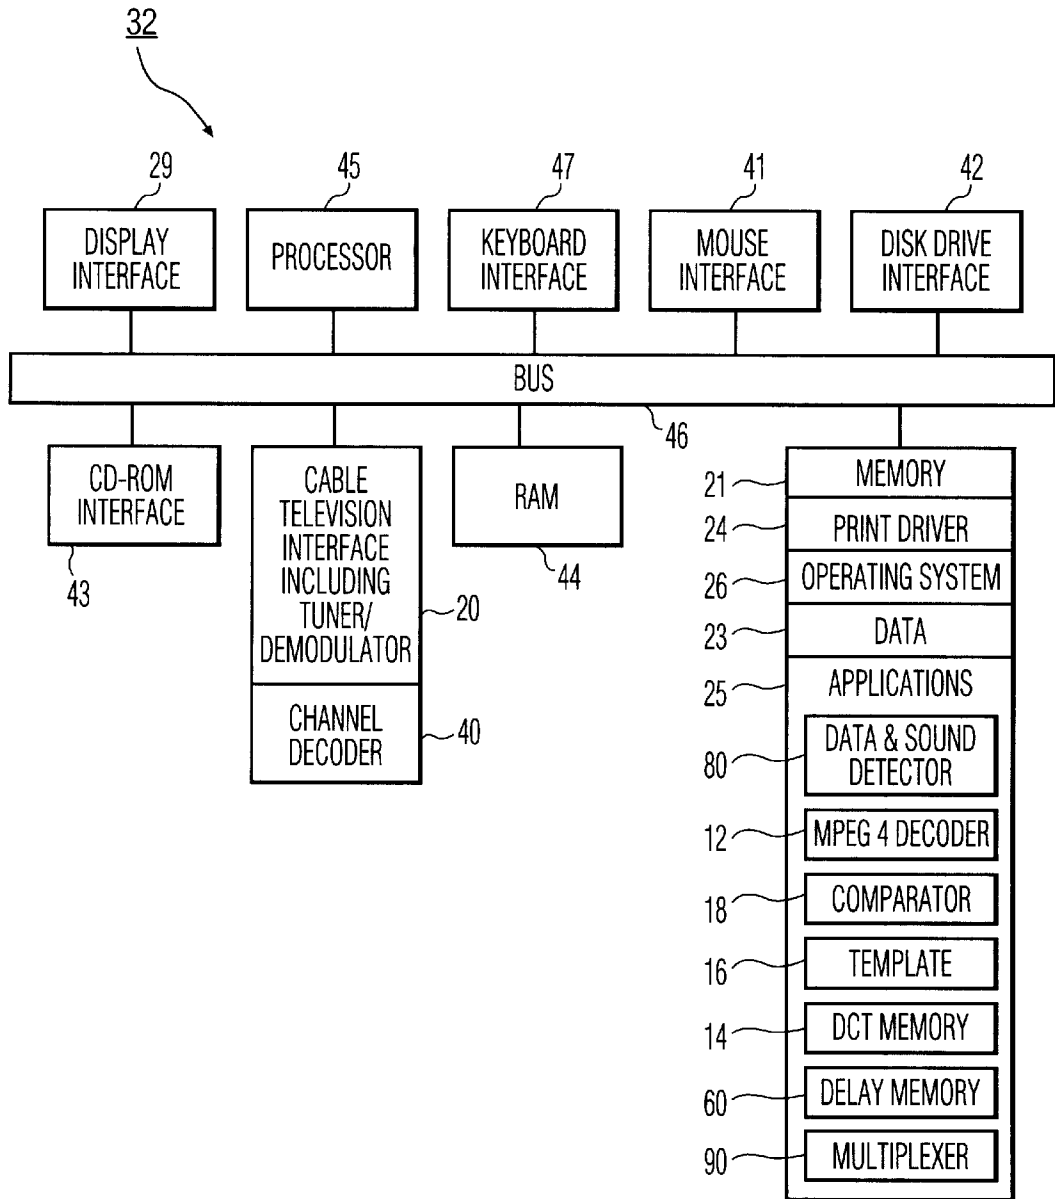 32
29
45
47
41
42
DISPLAY
INTERFACE
PROCESSOR
KEYBOARD
INTERFACE
MOUSE
INTERFACE
DISK DRIVE
INTERFACE
BUS
46
CD-ROM
INTERFACE
43
CABLE
TELEVISION
INTERFACE
INCLUDING
TUNER/
DEMODULATOR
20
CHANNEL
DECODER
40
RAM
44
21
MEMORY
24
PRINT DRIVER
26
OPERATING SYSTEM
23
DATA
25
APPLICATIONS
80
DATA & SOUND
DETECTOR
12
MPEG 4 DECODER
18
COMPARATOR
16
TEMPLATE
14
DCT MEMORY
60
DELAY MEMORY
90
MULTIPLEXER